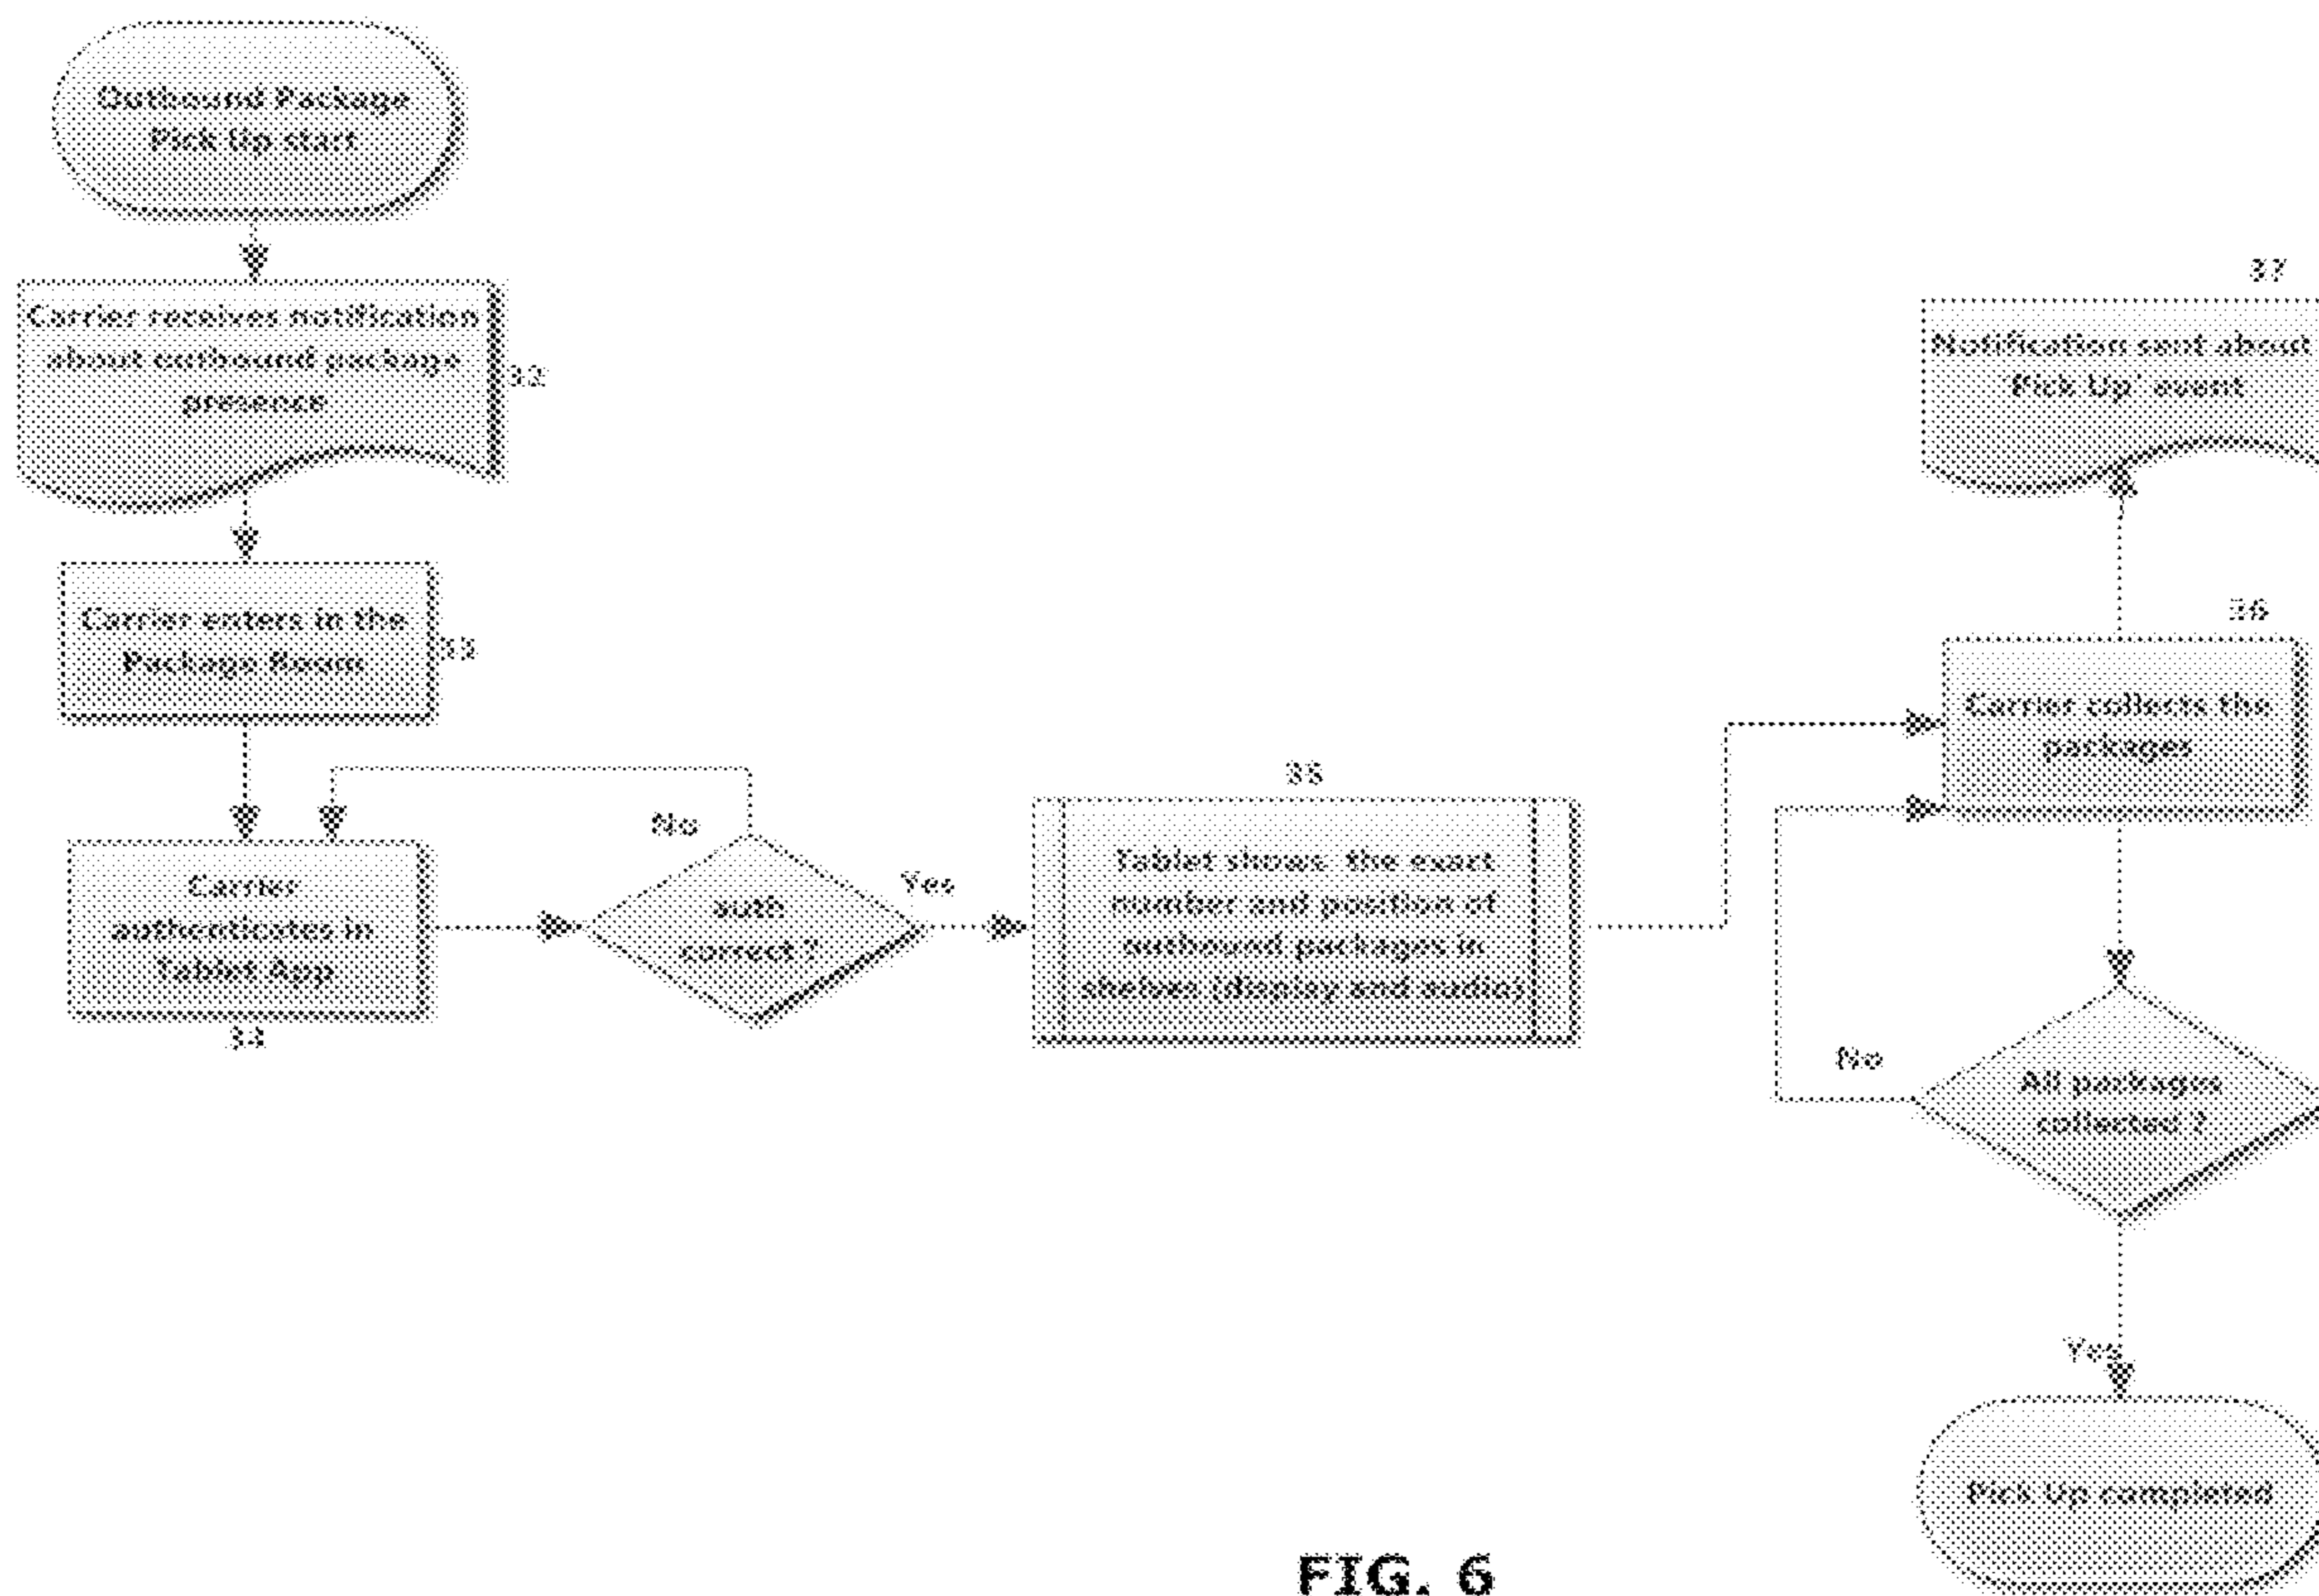 Outbound Package
Pick Up start
Carrier receives notification
about outbound package
presence
32
Carrier enters in the
Package Room
33
Carrier
authenticates in
Tablet App
34
No
auth
correct ?
Yes
35
Tablet shows the exact
number and position of
outbound packages in
shelves (display and audio)
37
Notification sent about
Pick Up event
36
Carrier collects the
packages
No
All packages
collected ?
Yes
Pick Up completed
FIG. 6